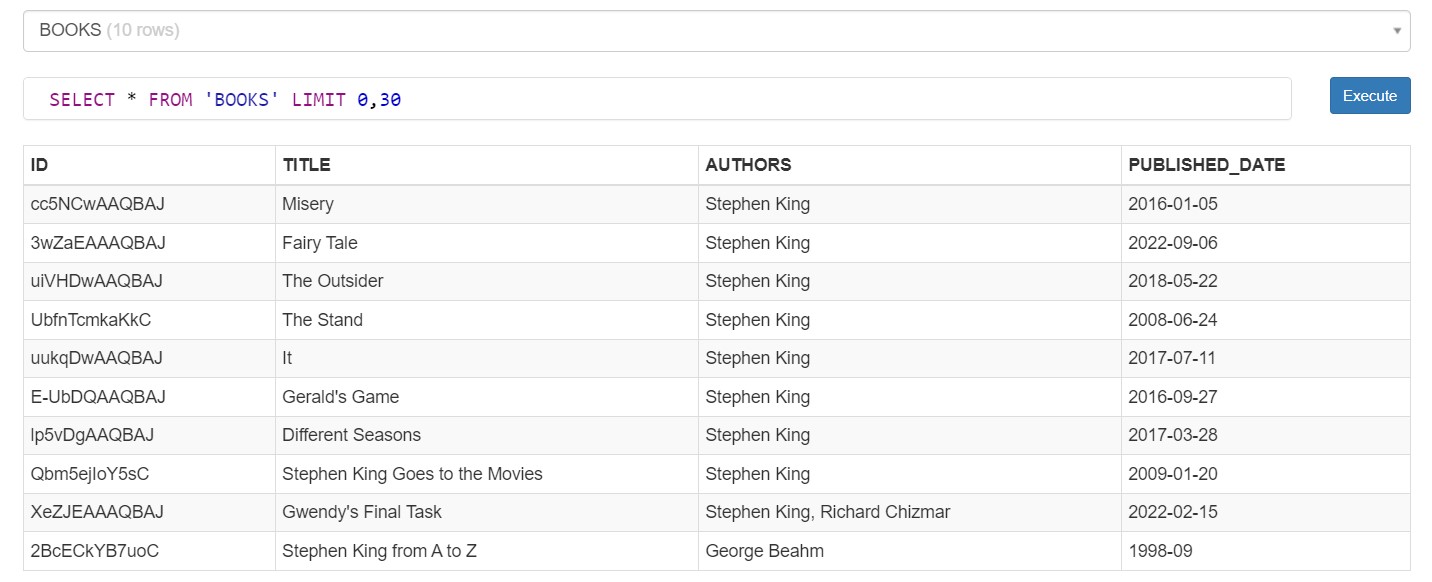 BOOKS (10 rows)
SELECT * FROM 'BOOKS' LIMIT 0,30 Execute
ID TITLE AUTHORS PUBLISHED_DATE
cc5NCwAAQBAJ Misery Stephen King 2016-01-05
3wZaEAAAQBAJ Fairy Tale Stephen King 2022-09-06
uiVHDwAAQBAJ The Outsider Stephen King 2018-05-22
UbfnTcmkaKkC The Stand Stephen King 2008-06-24
uukqDwAAQBAJ It Stephen King 2017-07-11
E-UbDQAAQBAJ Gerald's Game Stephen King 2016-09-27
lp5vDgAAQBAJ Different Seasons Stephen King 2017-03-28
Qbm5ejIoY5sC Stephen King Goes to the Movies Stephen King 2009-01-20
XeZJEAAAQBAJ Gwendy's Final Task Stephen King, Richard Chizmar 2022-02-15
2BcECkYB7uoC Stephen King from A to Z George Beahm 1998-09